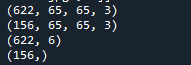 (622, 65, 65, 3)
(156, 65, 65, 3)
(622, 6)
(156,)